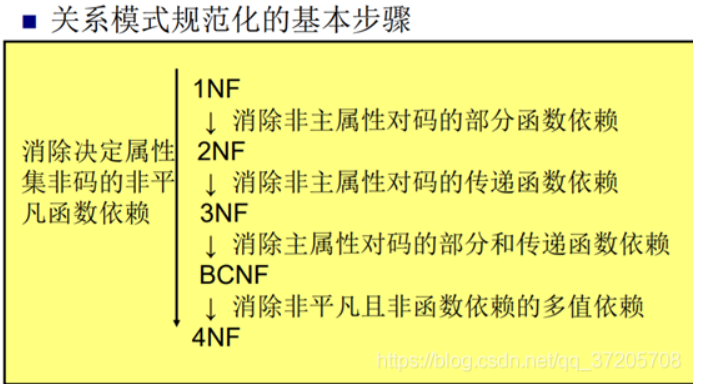 ■ 关系模式规范化的基本步骤
1NF
↓ 消除非主属性对码的部分函数依赖
消除决定属性
集非码的非平
凡函数依赖
2NF
↓ 消除非主属性对码的传递函数依赖
3NF
↓ 消除主属性对码的部分和传递函数依赖
BCNF
↓ 消除非平凡且非函数依赖的多值依赖
4NF
https://blog.csdn.net/qq_37205708